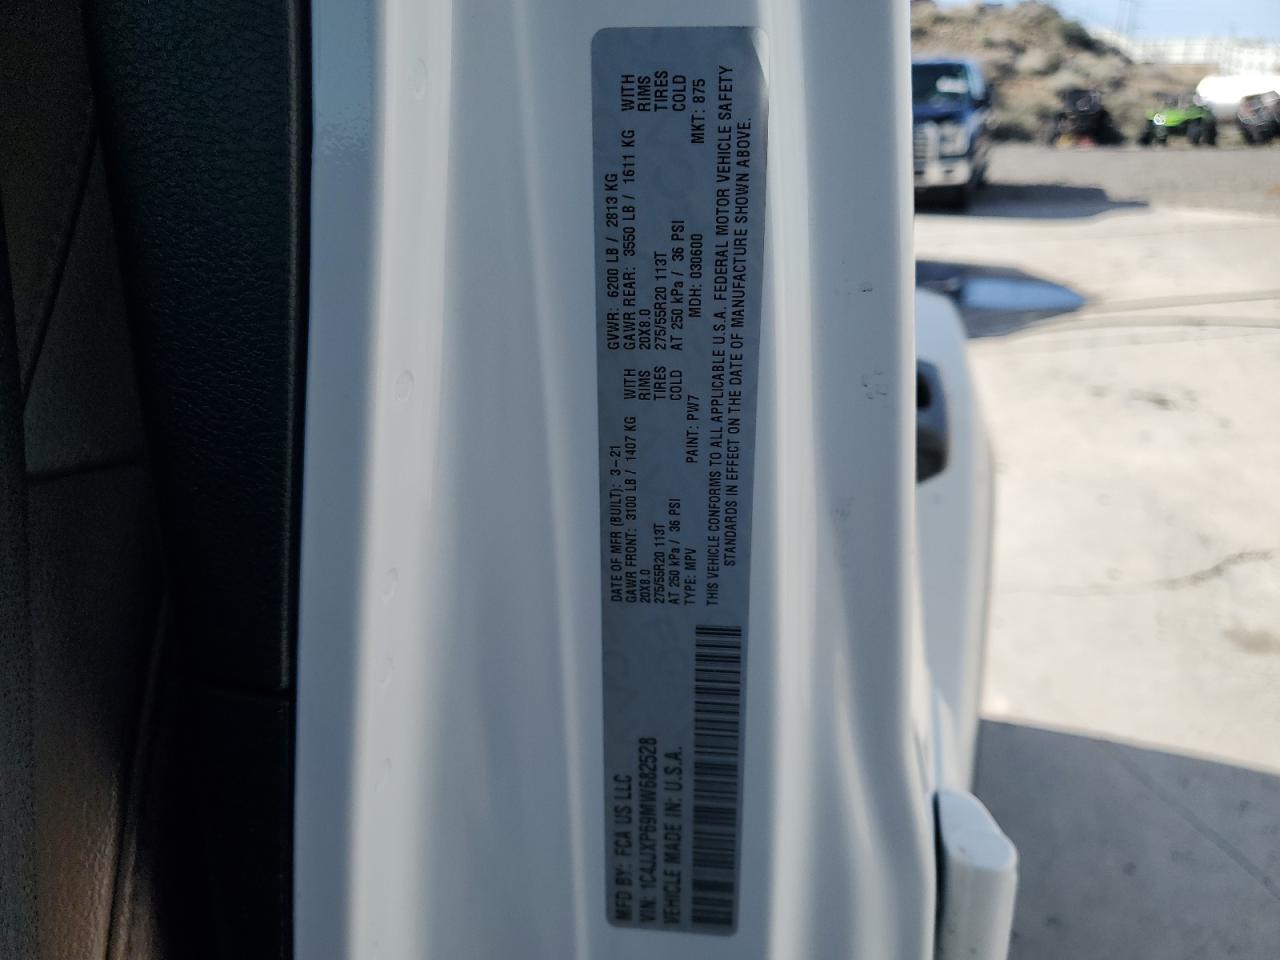 MFD BY: FCA US LLC
VIN: 1C4JJXP69MW682528
VEHICLE MADE IN: U.S.A.
DATE OF MFR (BUILT): 3-21 GVWR: 6200 LB / 2813 KG
GAWR FRONT: 3100 LB / 1407 KG WITH GAWR REAR: 3550 LB / 1611 KG WITH
20X8.0 RIMS 20X8.0 RIMS
275/55R20 113T TIRES 275/55R20 113T TIRES
AT 250 kPa / 36 PSI COLD AT 250 kPa / 36 PSI COLD
TYPE: MPV PAINT: PW7 MDH: 030600 MKT: 875
THIS VEHICLE CONFORMS TO ALL APPLICABLE U.S.A. FEDERAL MOTOR VEHICLE SAFETY
STANDARDS IN EFFECT ON THE DATE OF MANUFACTURE SHOWN ABOVE.